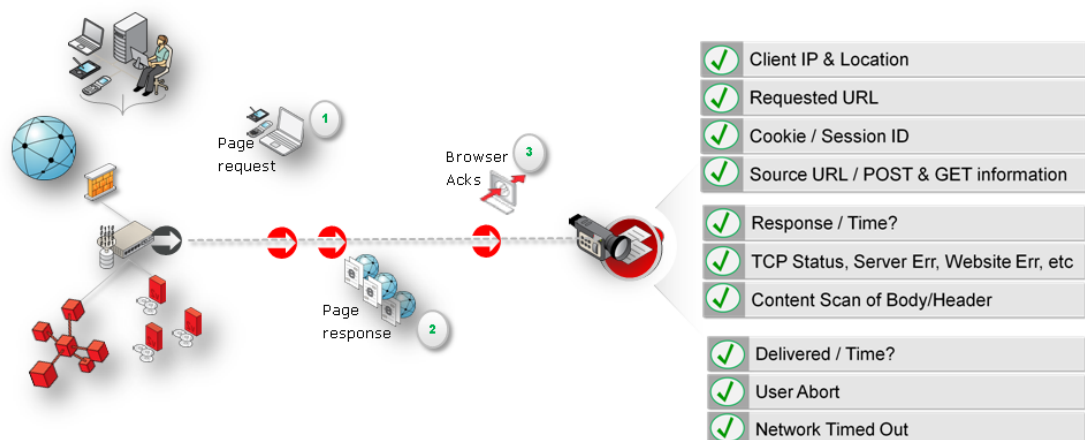 Page
request
1
Browser
Acks
3
Page
response
2
Client IP & Location
Requested URL
Cookie / Session ID
Source URL / POST & GET information
Response / Time?
TCP Status, Server Err, Website Err, etc
Content Scan of Body/Header
Delivered / Time?
User Abort
Network Timed Out